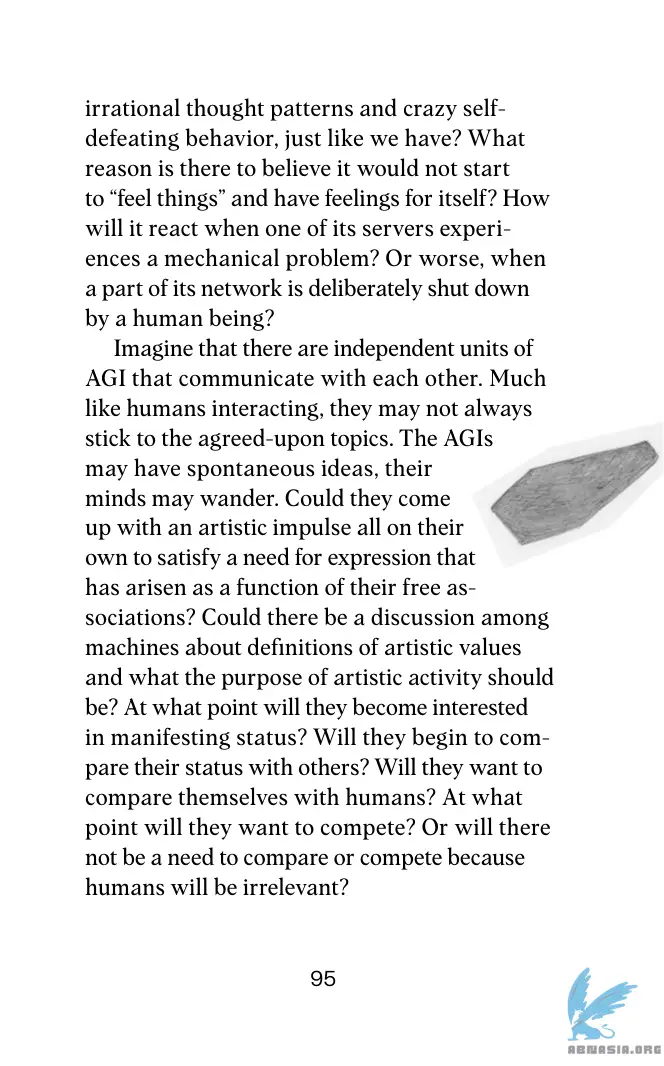 irrational thought patterns and crazy self-
defeating behavior, just like we have? What
reason is there to believe it would not start
to “feel things” and have feelings for itself? How
will it react when one of its servers experi-
ences a mechanical problem? Or worse, when
a part of its network is deliberately shut down
by a human being?
Imagine that there are independent units of
AGI that communicate with each other. Much
like humans interacting, they may not always
stick to the agreed-upon topics. The AGIs
may have spontaneous ideas, their
minds may wander. Could they come
up with an artistic impulse all on their
own to satisfy a need for expression that
has arisen as a function of their free as-
sociations? Could there be a discussion among
machines about definitions of artistic values
and what the purpose of artistic activity should
be? At what point will they become interested
in manifesting status? Will they begin to com-
pare their status with others? Will they want to
compare themselves with humans? At what
point will they want to compete? Or will there
not be a need to compare or compete because
humans will be irrelevant?
95
ABNASIA.ORG